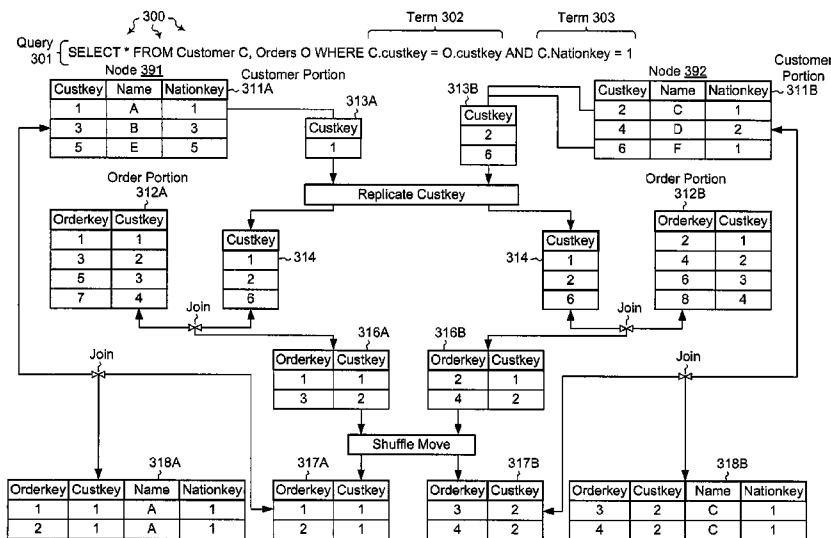 300
Term 302
Term 303
Query
301
SELECT * FROM Customer C, Orders O WHERE C.custkey = O.custkey AND C.Nationkey = 1
Node 391
Customer Portion
311A
Custkey Name Nationkey
1 A 1
3 B 3
5 E 5
313A
Custkey
1
313B
Custkey
2
6
Node 392
Customer
Portion
311B
Custkey Name Nationkey
2 C 1
4 D 2
6 F 1
Replicate Custkey
Order Portion
312A
Orderkey Custkey
1 1
3 2
5 3
7 4
Custkey
1
2
6
314
Custkey
1
2
6
314
Order Portion
312B
Orderkey Custkey
2 1
4 2
6 3
8 4
Join
Join
316A
Orderkey Custkey
1 1
3 2
316B
Orderkey Custkey
2 1
4 2
Join
Join
Shuffle Move
318A
Orderkey Custkey Name Nationkey
1 1 A 1
2 1 A 1
317A
Orderkey Custkey
1 1
2 1
317B
Orderkey Custkey
3 2
4 2
318B
Orderkey Custkey Name Nationkey
3 2 C 1
4 2 C 1